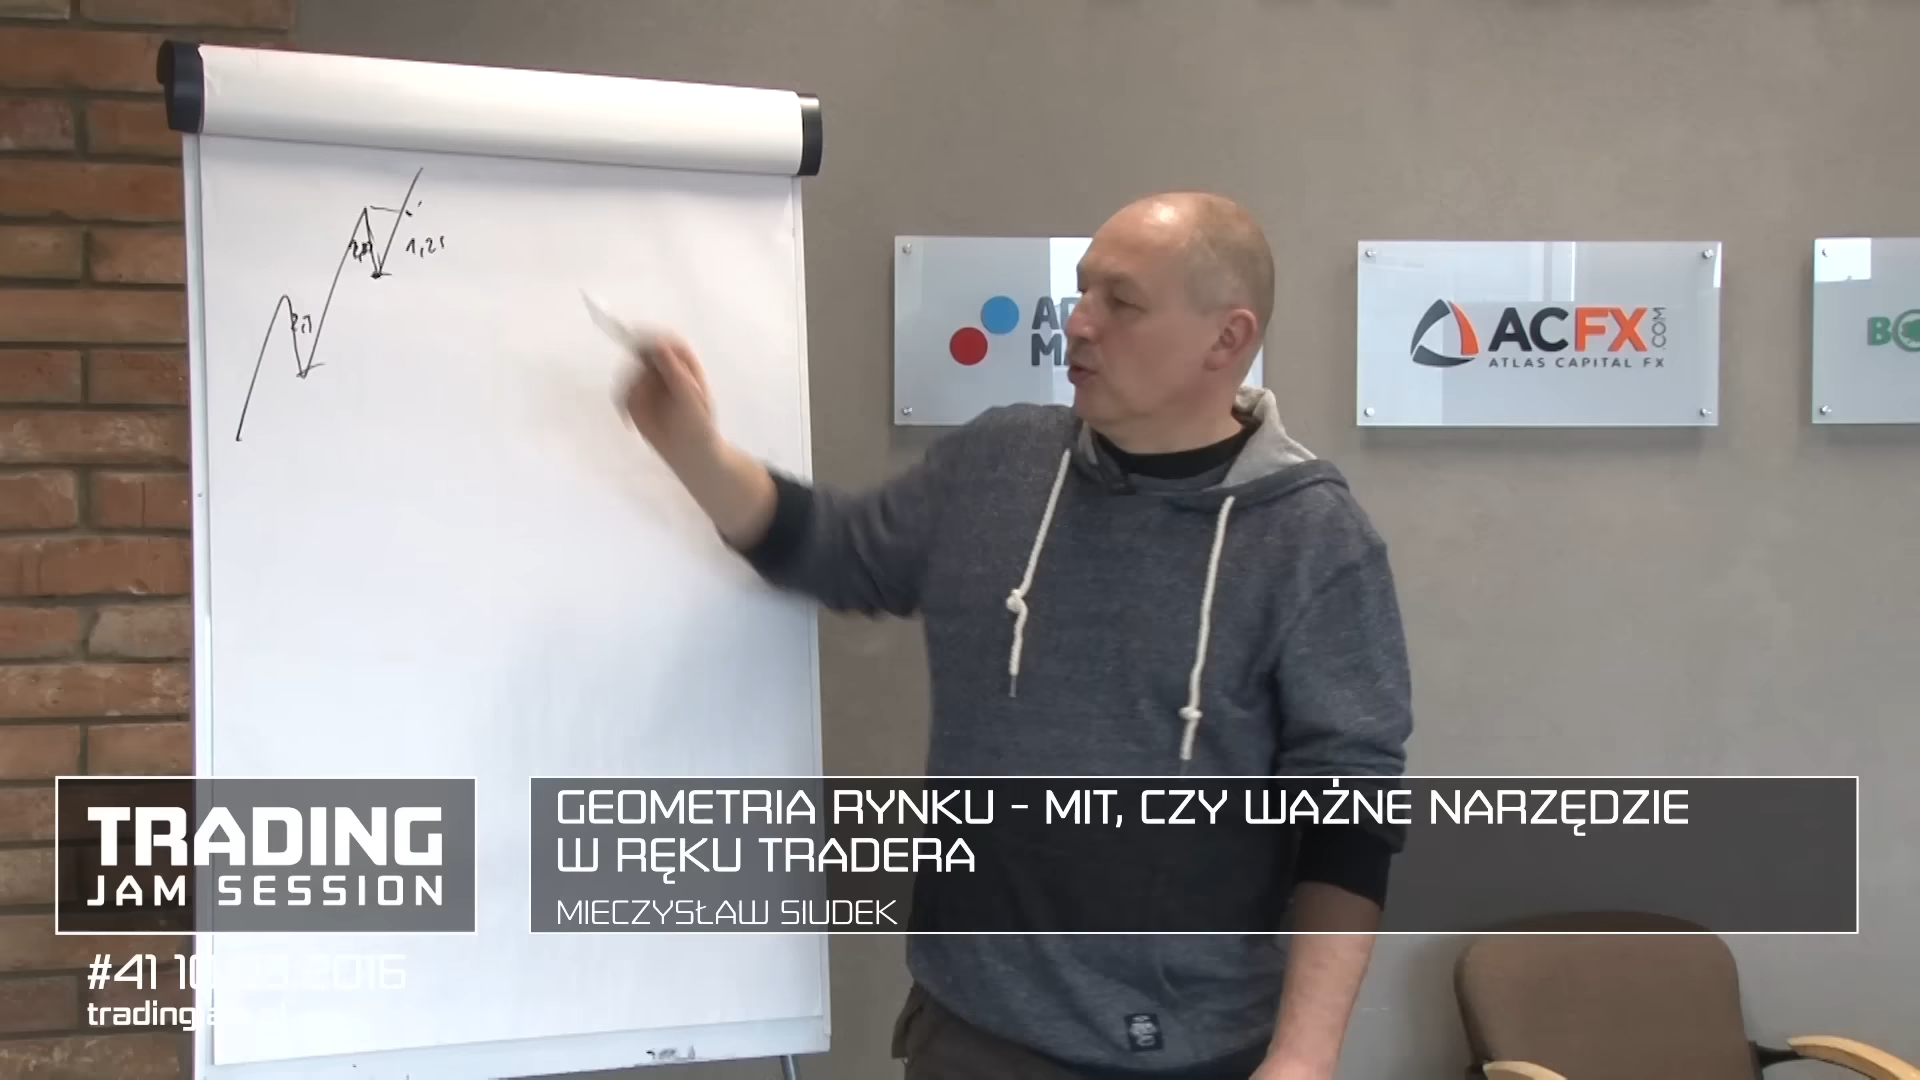 1,25
ACFX
.COM
ATLAS CAPITAL FX
TRADING
JAM SESSION
GEOMETRIA RYNKU - MIT, CZY WAŻNE NARZĘDZIE
W RĘKU TRADERA
MIECZYSŁAW SIUDEK
#41